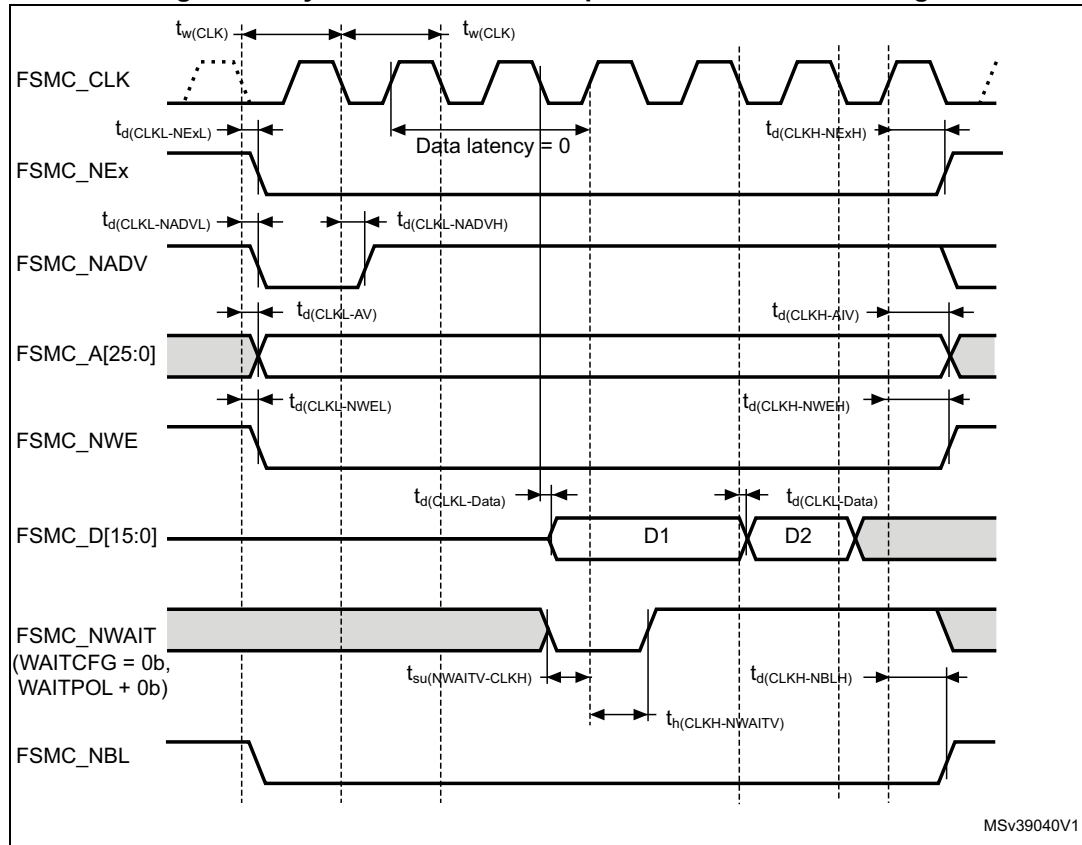 tw(CLK) tw(CLK)
FSMC_CLK
td(CLKL-NExL) Data latency = 0 td(CLKH-NExH)
FSMC_NEx
td(CLKL-NADVL) td(CLKL-NADVH)
FSMC_NADV
td(CLKL-AV) td(CLKH-AIV)
FSMC_A[25:0]
td(CLKL-NWEL) td(CLKH-NWEH)
FSMC_NWE
td(CLKL-Data) td(CLKL-Data)
FSMC_D[15:0] D1 D2
FSMC_NWAIT
(WAITCFG = 0b,
WAITPOL + 0b)
tsu(NWAITV-CLKH) td(CLKH-NBLH)
th(CLKH-NWAITV)
FSMC_NBL
MSv39040V1